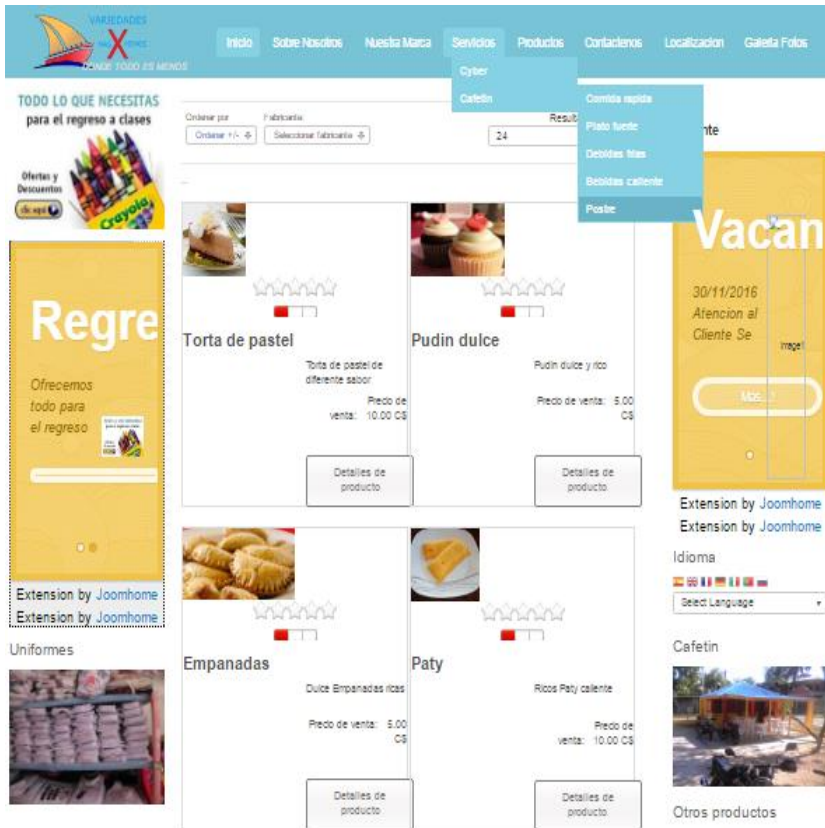 VARIEDADES
X
DONDE TODO ES MENOS
Inicio
Sobre Nosotros
Nuestra Marca
Servicios
Productos
Contactenos
Localizacion
Galeria Fotos
Cyber
Cafetin
Comida rapida
Plato fuerte
Bebidas frias
Bebidas caliente
Postre
TODO LO QUE NECESITAS
para el regreso a clases
Ofertas y
Descuentos
clic aquí
Crayola
Regre
Ofrecemos
todo para
el regreso
Extension by Joomhome
Extension by Joomhome
Uniformes
Ordenar por
Fabricante:
Ordenar +/-
Seleccionar fabricante
24
...
Torta de pastel
Torta de pastel de
diferente sabor
Precio de
venta: 10.00 C$
Detalles de
producto
Pudin dulce
Pudin dulce y rico
Precio de venta: 5.00
C$
Detalles de
producto
Empanadas
Dulce Empanadas ricas
Precio de venta: 5.00
C$
Detalles de
producto
Paty
Ricos Paty caliente
Precio de
venta: 10.00 C$
Detalles de
producto
Vacan
30/11/2016
Atencion al
Cliente Se
Image1
Mas...
Extension by Joomhome
Extension by Joomhome
Idioma
Select Language
Cafetin
Otros productos